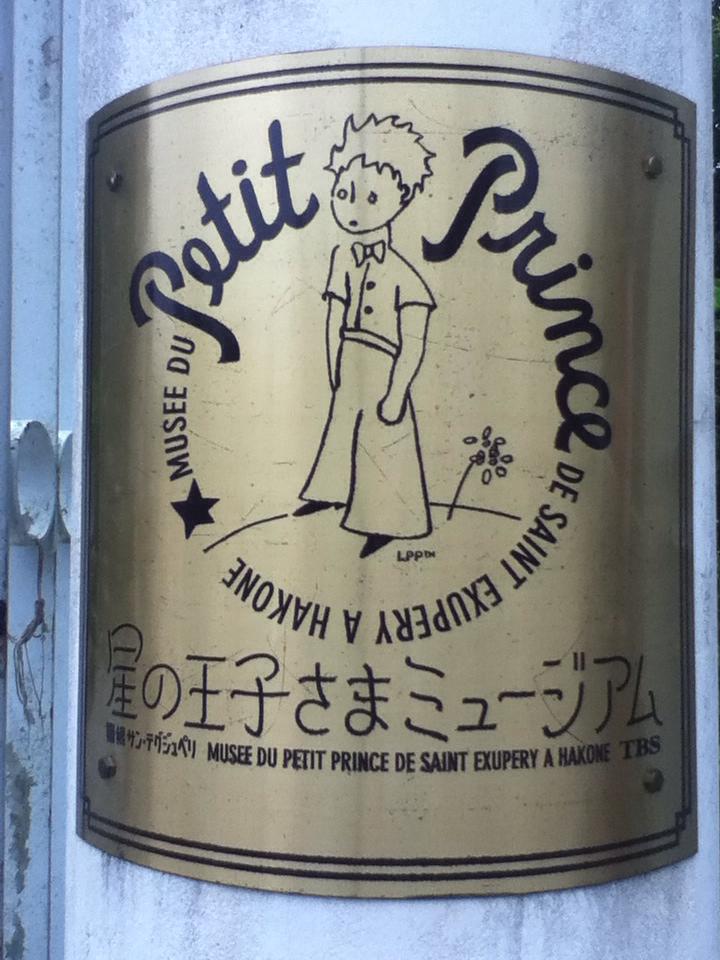 MUSEE DU Petit Prince DE SAINT EXUPERY A HAKONE
LPP™
星の王子さまミュージアム
箱根サン=テグジュペリ MUSEE DU PETIT PRINCE DE SAINT EXUPERY A HAKONE TBS